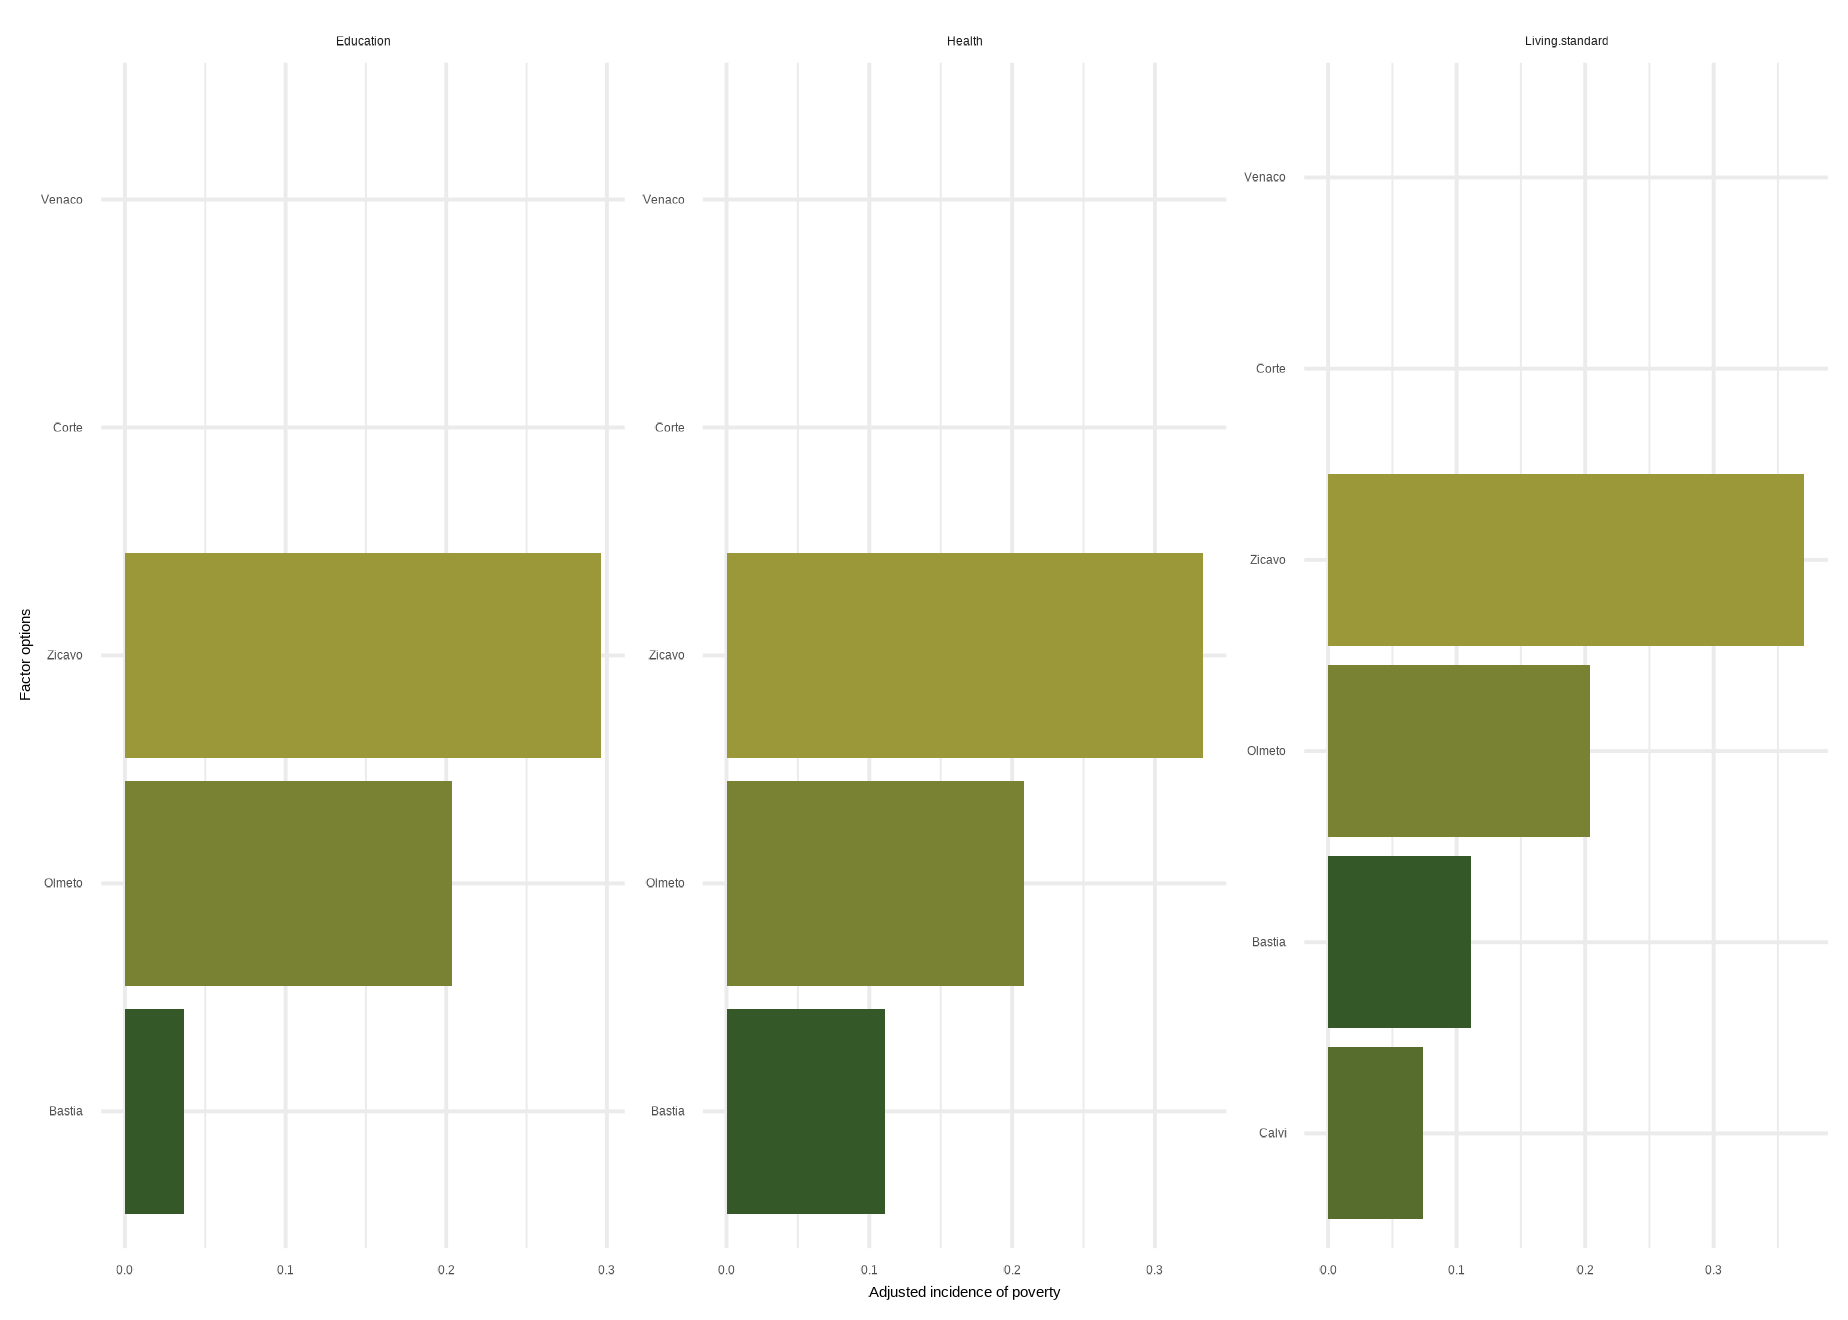 Education
Health
Living.standard
Venaco
Corte
Zicavo
Olmeto
Bastia
Venaco
Corte
Zicavo
Olmeto
Bastia
Venaco
Corte
Zicavo
Olmeto
Bastia
Calvi
Factor options
0.0 0.1 0.2 0.3
0.0 0.1 0.2 0.3
0.0 0.1 0.2 0.3
Adjusted incidence of poverty